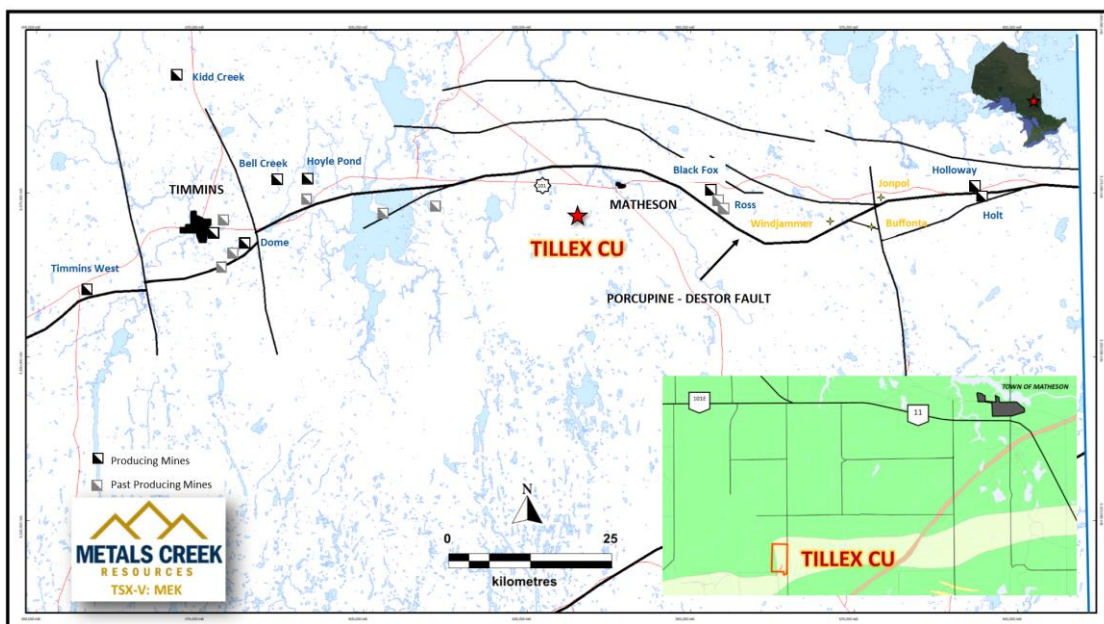 Kidd Creek
Bell Creek
Hoyle Pond
TIMMINS
Dome
Timmins West
101
MATHESON
TILLEX CU
Black Fox
Ross
Jonpol
Holloway
Windjammer
Buffonta
Holt
PORCUPINE - DESTOR FAULT
Producing Mines
Past Producing Mines
METALS CREEK
RESOURCES
TSX-V: MEK
N
0
25
kilometres
TOWN OF MATHESON
11
TILLEX CU